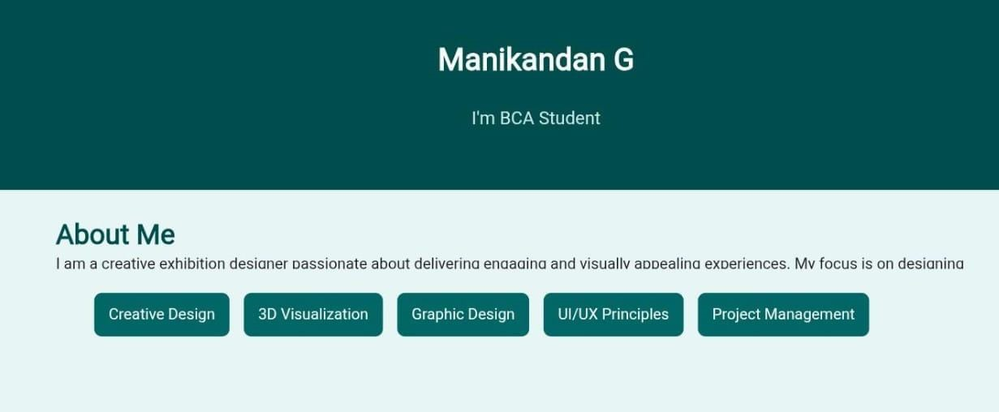 Manikandan G
I'm BCA Student
About Me
I am a creative exhibition designer passionate about delivering engaging and visually appealing experiences. My focus is on designing
Creative Design 3D Visualization Graphic Design UI/UX Principles Project Management